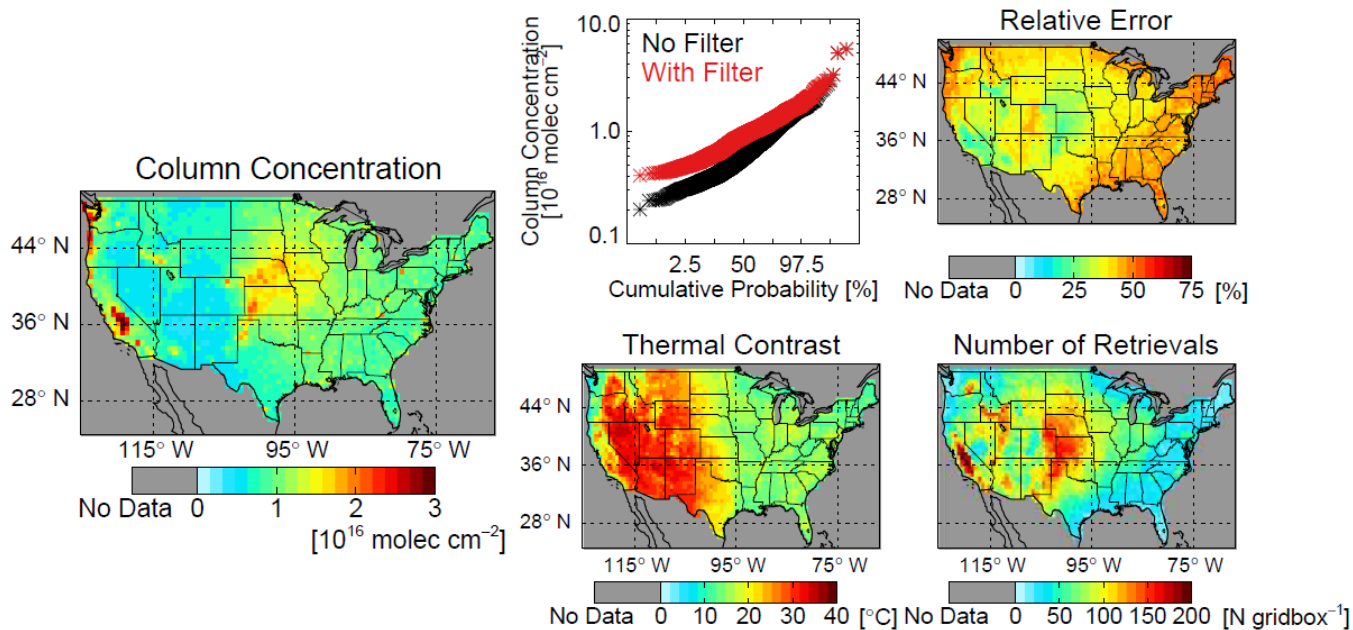 Column Concentration
44° N
36° N
28° N
115° W 95° W 75° W
No Data 0 1 2 3
[10¹⁶ molec cm⁻²]
Column Concentration
[10¹⁶ molec cm⁻²]
10.0
1.0
0.1
No Filter
With Filter
2.5 50 97.5
Cumulative Probability [%]
Relative Error
44° N
36° N
28° N
No Data 0 25 50 75 [%]
Thermal Contrast
44° N
36° N
28° N
115° W 95° W 75° W
No Data 0 10 20 30 40 [°C]
Number of Retrievals
44° N
36° N
28° N
115° W 95° W 75° W
No Data 0 50 100 150 200 [N gridbox⁻¹]